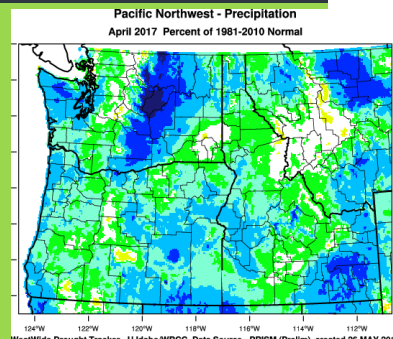 Pacific Northwest - Precipitation
April 2017 Percent of 1981-2010 Normal
124°W 122°W 120°W 118°W 116°W 114°W 112°W
WestWide Drought Tracker U Idaho/WRCC Data Source PRISM (Prelim), created 26 MAY